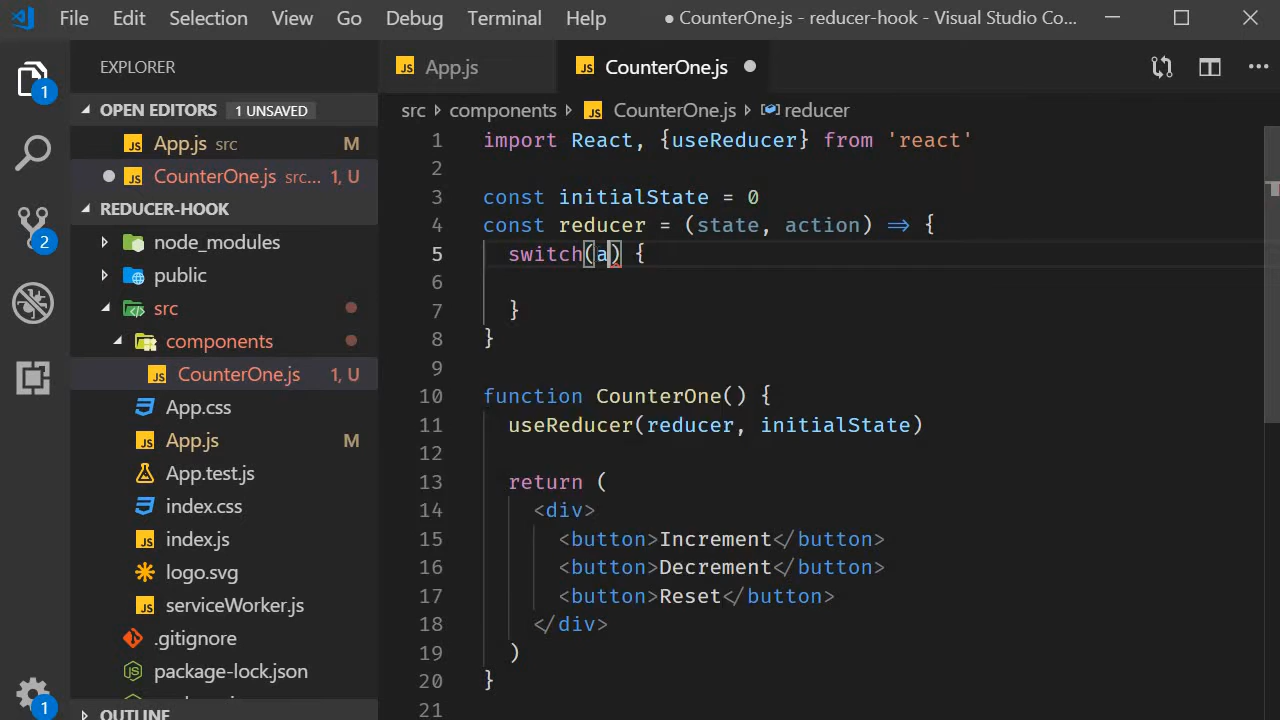 File Edit Selection View Go Debug Terminal Help ● CounterOne.js - reducer-hook - Visual Studio Co...
EXPLORER
OPEN EDITORS 1 UNSAVED
App.js src M
CounterOne.js src... 1, U
REDUCER-HOOK
node_modules
public
src
components
CounterOne.js 1, U
App.css
App.js M
App.test.js
index.css
index.js
logo.svg
serviceWorker.js
.gitignore
package-lock.json
OUTLINE
1
2
1
App.js CounterOne.js
src components CounterOne.js reducer
1 import React, {useReducer} from 'react'
2
3 const initialState = 0
4 const reducer = (state, action) => {
5 switch(a) {
6
7 }
8 }
9
10 function CounterOne() {
11 useReducer(reducer, initialState)
12
13 return (
14 <div>
15 <button>Increment</button>
16 <button>Decrement</button>
17 <button>Reset</button>
18 </div>
19 )
20 }
21